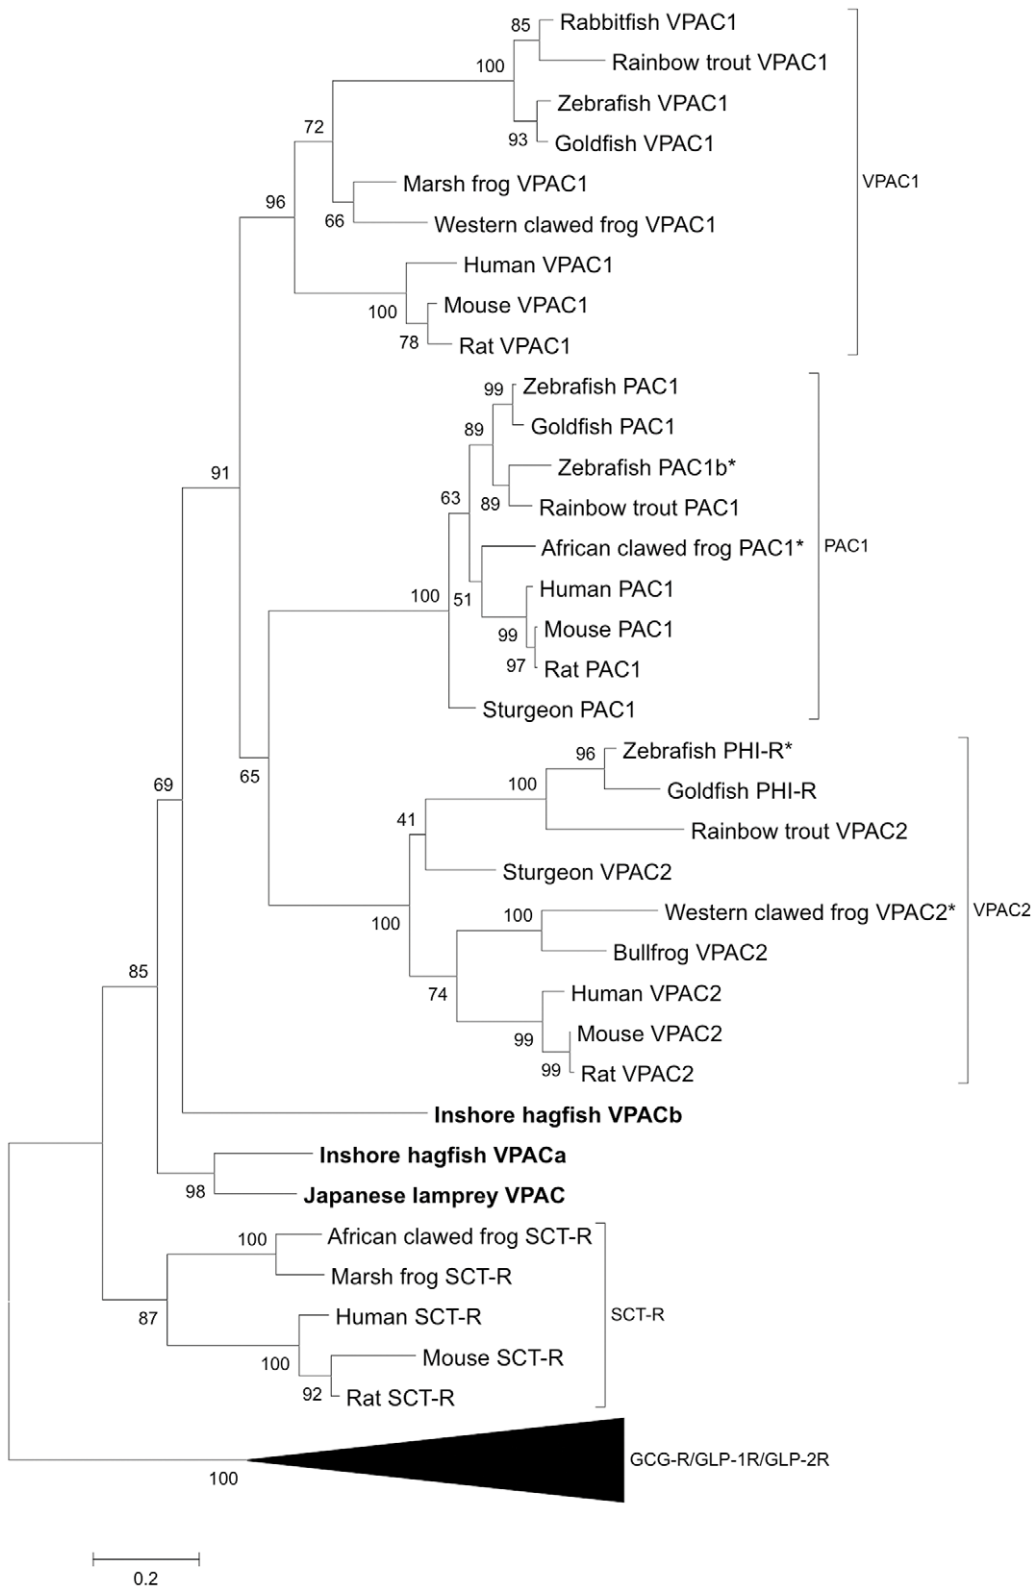 85
Rabbitfish VPAC1
Rainbow trout VPAC1
100
Zebrafish VPAC1
93
Goldfish VPAC1
72
Marsh frog VPAC1
66
Western clawed frog VPAC1
96
Human VPAC1
100
Mouse VPAC1
78
Rat VPAC1
VPAC1
99
Zebrafish PAC1
Goldfish PAC1
89
Zebrafish PAC1b*
89
Rainbow trout PAC1
63
African clawed frog PAC1*
51
Human PAC1
99
Mouse PAC1
97
Rat PAC1
100
Sturgeon PAC1
PAC1
91
65
96
Zebrafish PHI-R*
Goldfish PHI-R
100
Rainbow trout VPAC2
41
Sturgeon VPAC2
100
100
Western clawed frog VPAC2*
Bullfrog VPAC2
74
Human VPAC2
99
Mouse VPAC2
99
Rat VPAC2
VPAC2
69
Inshore hagfish VPACb
85
Inshore hagfish VPACa
98
Japanese lamprey VPAC
100
African clawed frog SCT-R
Marsh frog SCT-R
87
Human SCT-R
100
Mouse SCT-R
92
Rat SCT-R
SCT-R
100
GCG-R/GLP-1R/GLP-2R
0.2